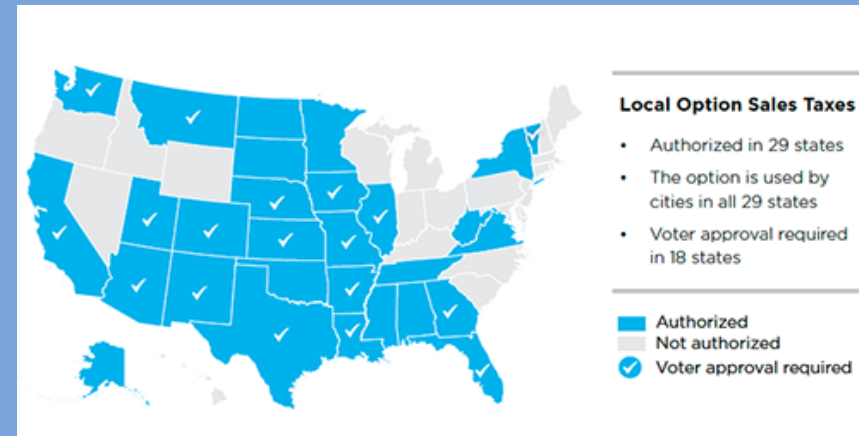 Local Option Sales Taxes
• Authorized in 29 states
• The option is used by
cities in all 29 states
• Voter approval required
in 18 states
Authorized
Not authorized
Voter approval required